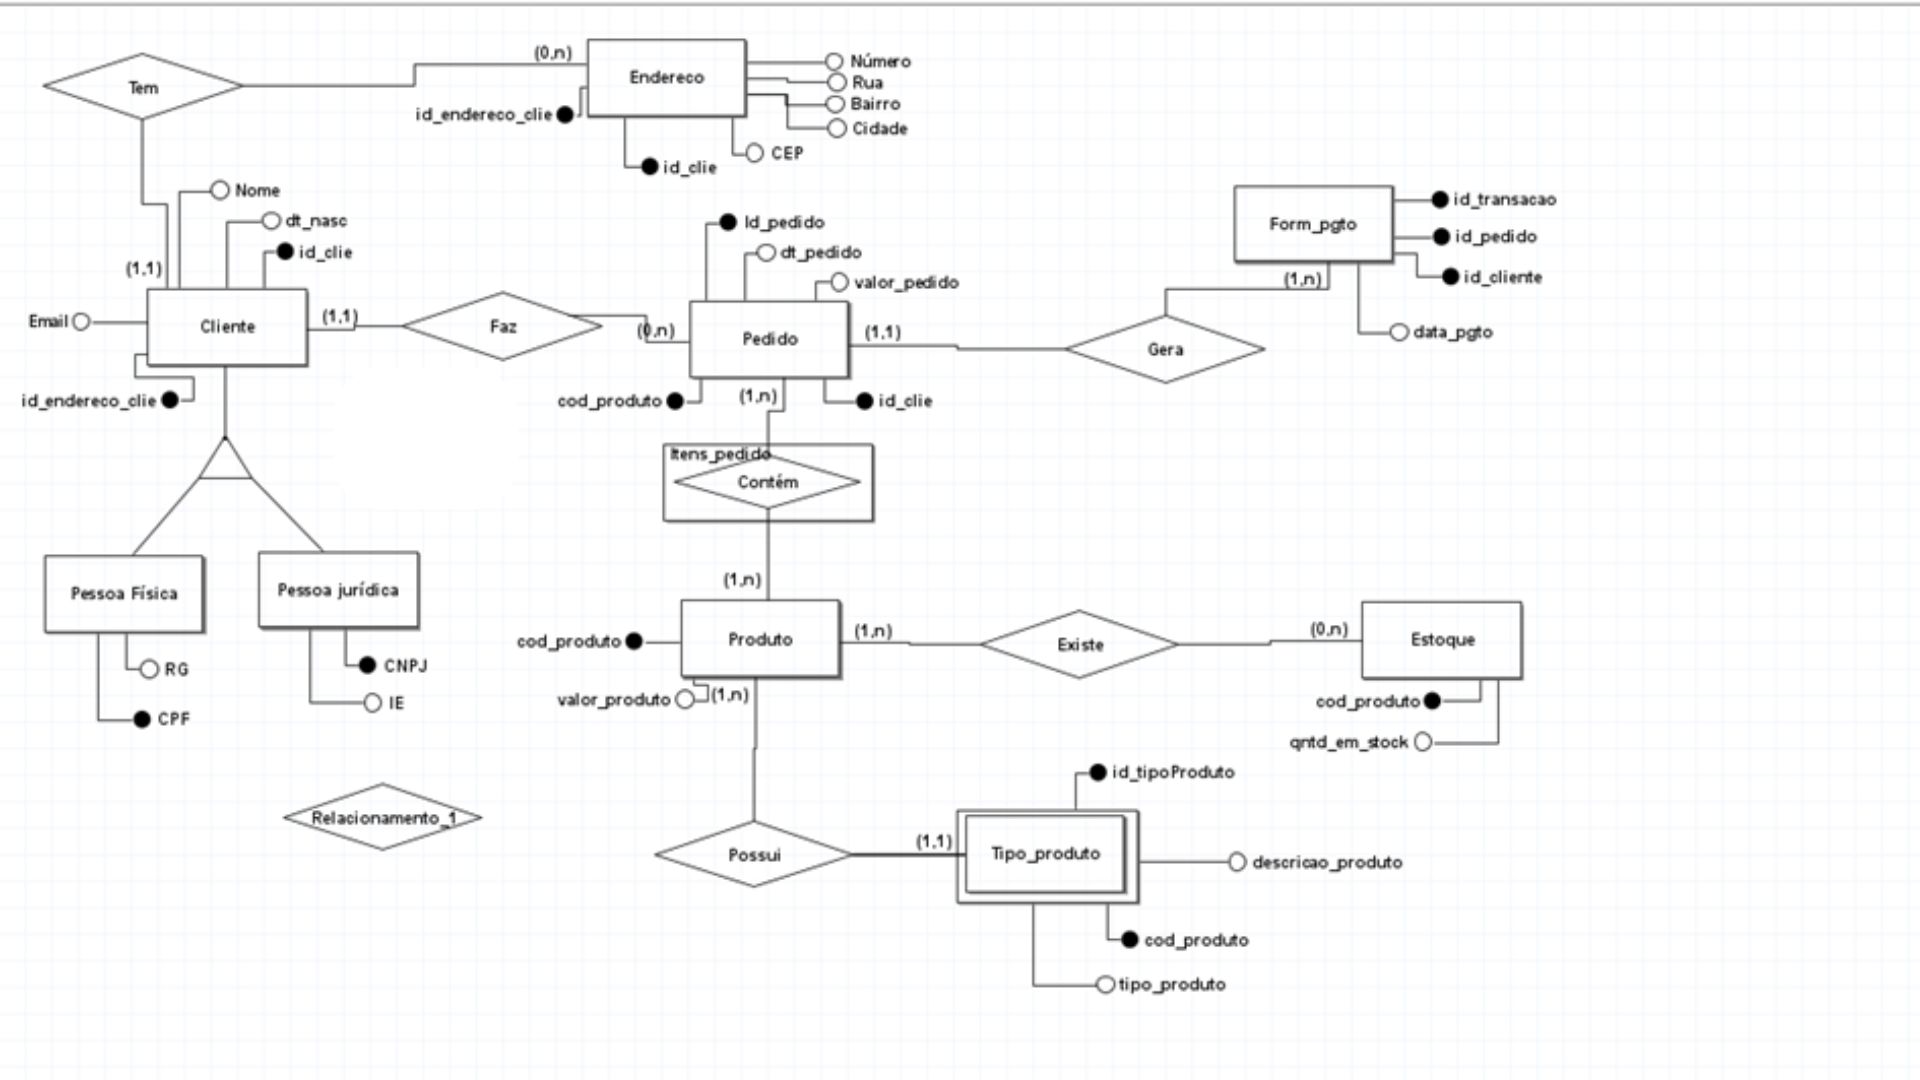 (0,n)
Endereco
Número
Rua
Bairro
Cidade
CEP
id_endereco_clie
id_clie
Tem
Nome
dt_nasc
id_clie
(1,1)
Email
Cliente
(1,1)
id_endereco_clie
Faz
(0,n)
Id_pedido
dt_pedido
valor_pedido
Pedido
(1,1)
cod_produto
(1,n)
id_clie
Gera
(1,n)
Form_pgto
id_transacao
id_pedido
id_cliente
data_pgto
Itens_pedido
Contém
(1,n)
Pessoa Física
RG
CPF
Pessoa jurídica
CNPJ
IE
cod_produto
Produto
(1,n)
valor_produto
(1,n)
Existe
(0,n)
Estoque
cod_produto
qntd_em_stock
Relacionamento_1
Possui
(1,1)
Tipo_produto
id_tipoProduto
descricao_produto
cod_produto
tipo_produto